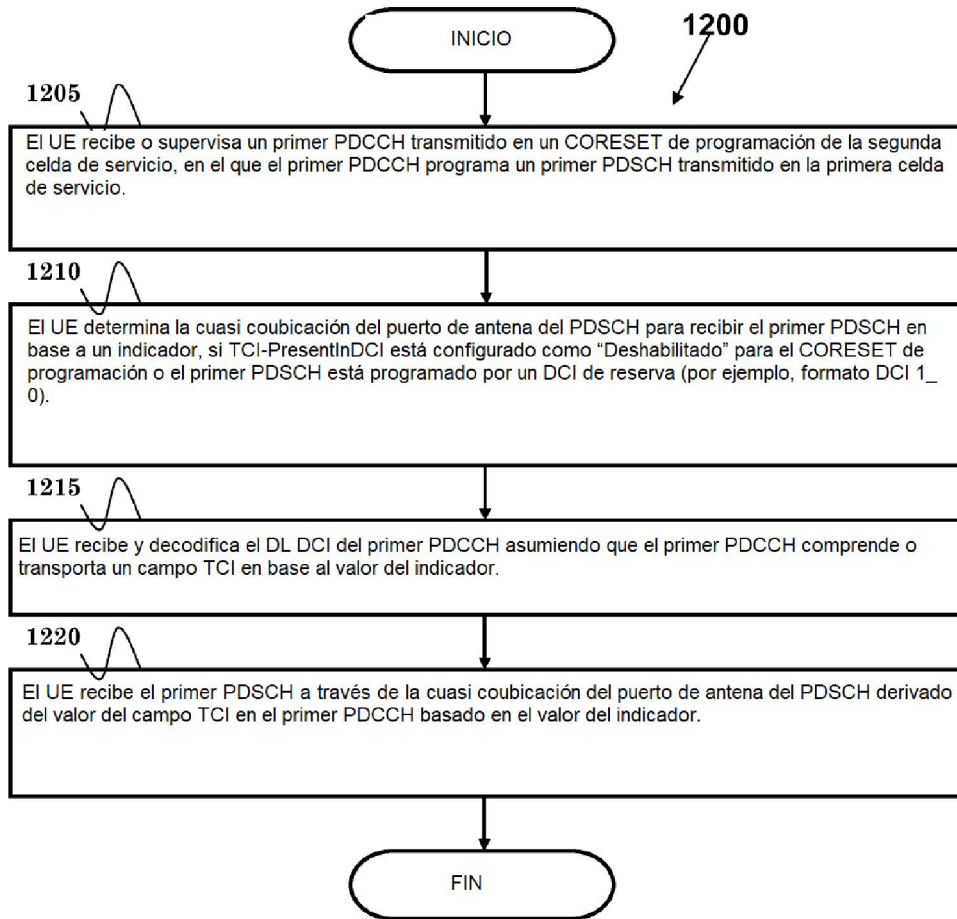 INICIO
1200
1205
El UE recibe o supervisa un primer PDCCH transmitido en un CORESET de programación de la segunda
celda de servicio, en el que el primer PDCCH programa un primer PDSCH transmitido en la primera celda
de servicio.
1210
El UE determina la cuasi coubicación del puerto de antena del PDSCH para recibir el primer PDSCH en
base a un indicador, si TCI-PresentInDCI está configurado como “Deshabilitado” para el CORESET de
programación o el primer PDSCH está programado por un DCI de reserva (por ejemplo, formato DCI 1_
0).
1215
El UE recibe y decodifica el DL DCI del primer PDCCH asumiendo que el primer PDCCH comprende o
transporta un campo TCI en base al valor del indicador.
1220
El UE recibe el primer PDSCH a través de la cuasi coubicación del puerto de antena del PDSCH derivado
del valor del campo TCI en el primer PDCCH basado en el valor del indicador.
FIN